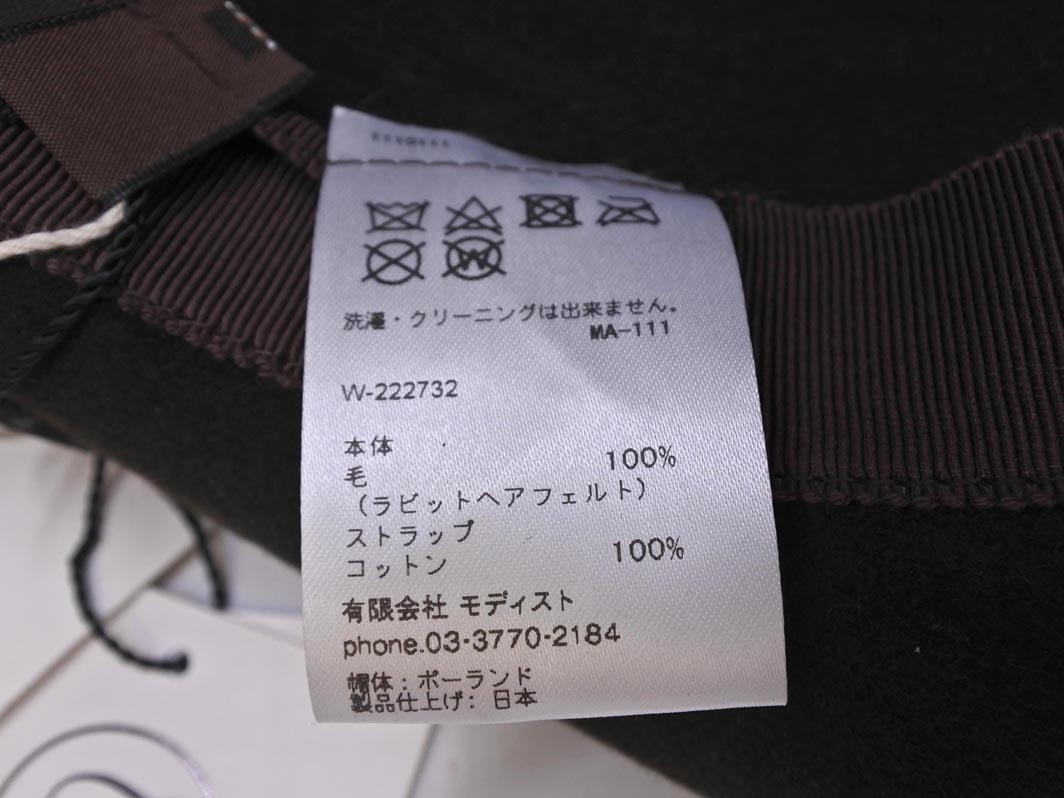 洗濯・クリーニングは出来ません。
MA-111
W-222732
本体
毛 100%
（ラビットヘアフェルト）
ストラップ
コットン 100%
有限会社 モディスト
phone.03-3770-2184
帽体：ポーランド
製品仕上げ：日本